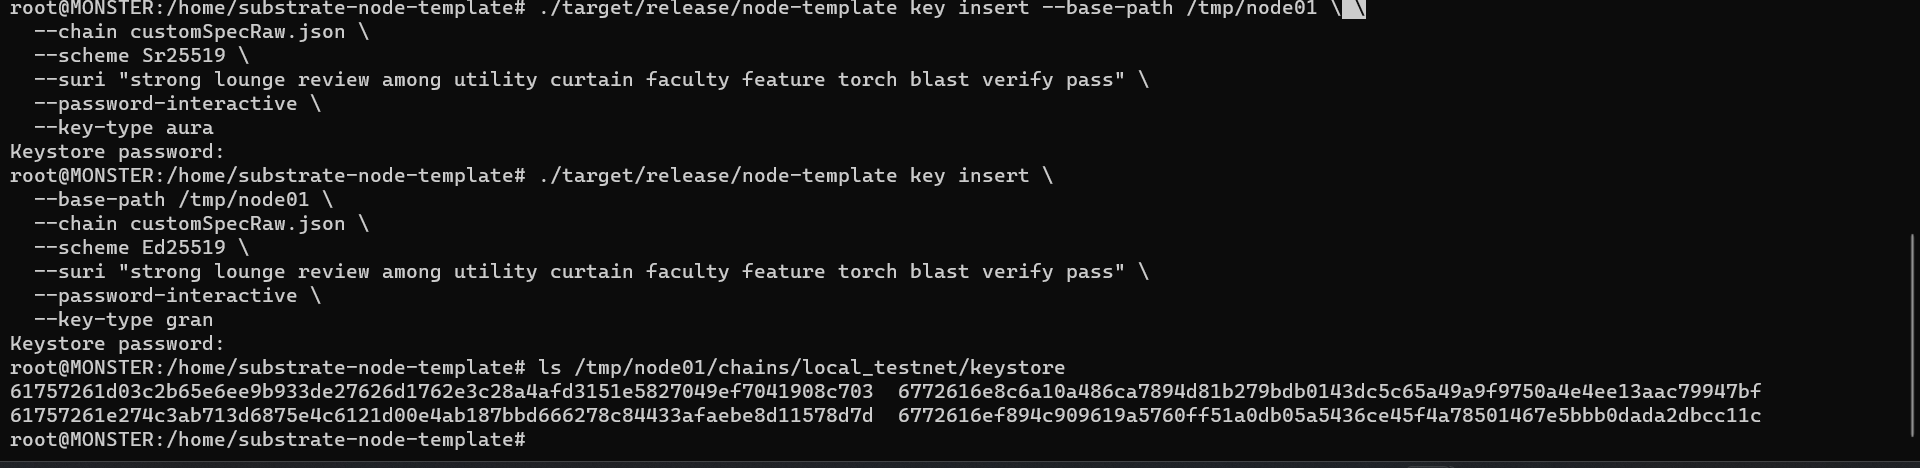 root@MONSTER:/home/substrate-node-template# ./target/release/node-template key insert --base-path /tmp/node01 \ \
  --chain customSpecRaw.json \
  --scheme Sr25519 \
  --suri "strong lounge review among utility curtain faculty feature torch blast verify pass" \
  --password-interactive \
  --key-type aura
Keystore password:
root@MONSTER:/home/substrate-node-template# ./target/release/node-template key insert \
  --base-path /tmp/node01 \
  --chain customSpecRaw.json \
  --scheme Ed25519 \
  --suri "strong lounge review among utility curtain faculty feature torch blast verify pass" \
  --password-interactive \
  --key-type gran
Keystore password:
root@MONSTER:/home/substrate-node-template# ls /tmp/node01/chains/local_testnet/keystore
61757261d03c2b65e6ee9b933de27626d1762e3c28a4afd3151e5827049ef7041908c703  6772616e8c6a10a486ca7894d81b279bdb0143dc5c65a49a9f9750a4e4ee13aac79947bf
61757261e274c3ab713d6875e4c6121d00e4ab187bbd666278c84433afaebe8d11578d7d  6772616ef894c909619a5760ff51a0db05a5436ce45f4a78501467e5bbb0dada2dbcc11c
root@MONSTER:/home/substrate-node-template#